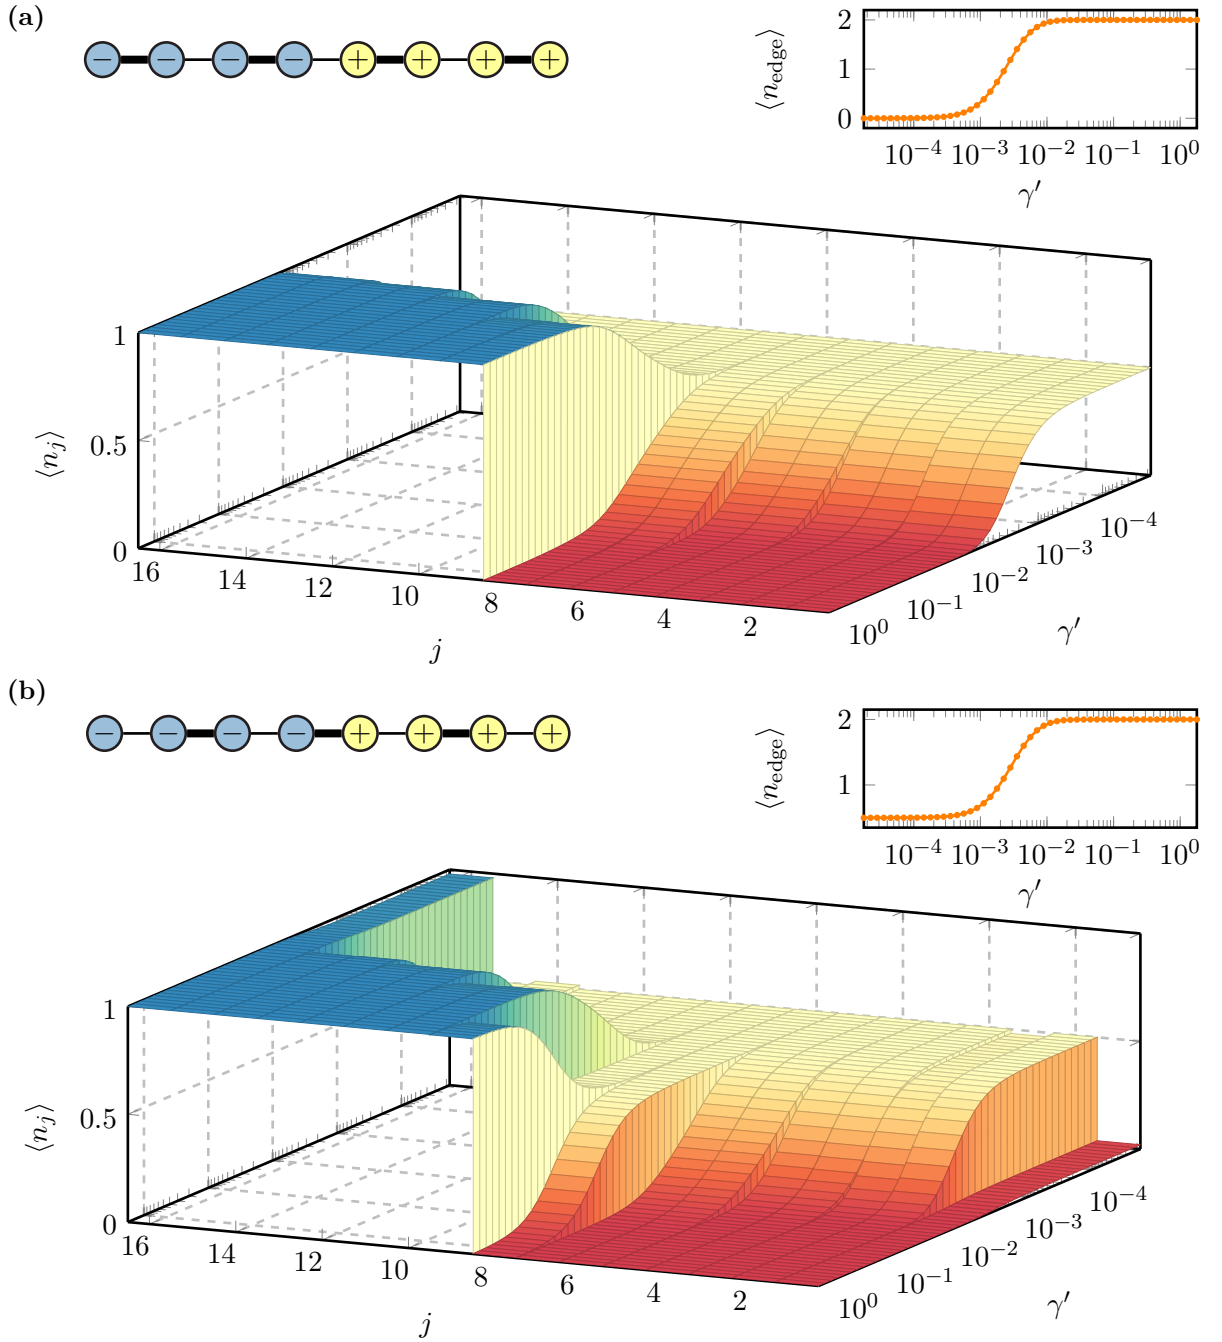 (a)
− − − − + + + +
⟨n_edge⟩
2
1
0
10^{-4} 10^{-3} 10^{-2} 10^{-1} 10^0
γ′
⟨n_j⟩
1
0.5
0
16 14 12 10 8 6 4 2
j
10^0 10^{-1} 10^{-2} 10^{-3} 10^{-4}
γ′
(b)
− − − − + + + +
⟨n_edge⟩
2
1
10^{-4} 10^{-3} 10^{-2} 10^{-1} 10^0
γ′
⟨n_j⟩
1
0.5
0
16 14 12 10 8 6 4 2
j
10^0 10^{-1} 10^{-2} 10^{-3} 10^{-4}
γ′